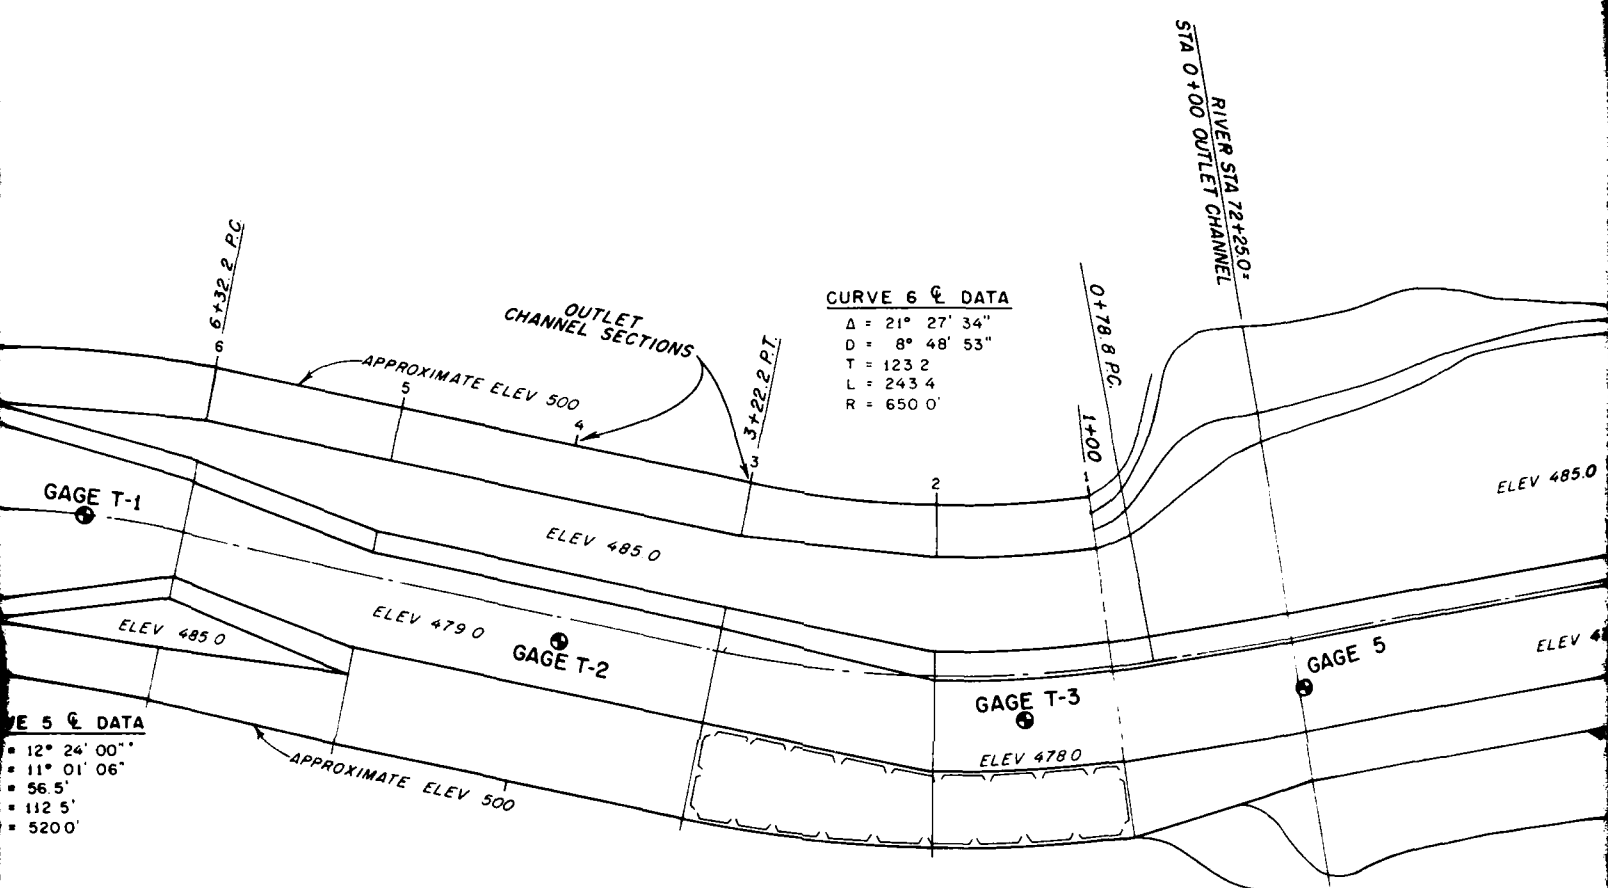 STA 0+00 OUTLET CHANNEL
RIVER STA 72+25.0=
6+32.2 P.C.
6
OUTLET
CHANNEL SECTIONS
APPROXIMATE ELEV 500
5
4
3+22.2 P.T.
3
CURVE 6 ℄ DATA
Δ = 21° 27' 34"
D = 8° 48' 53"
T = 123 2
L = 243 4
R = 650 0'
0+78.8 P.C.
1+00
1
2
ELEV 485.0
GAGE T-1
ELEV 485 0
ELEV 479 0
GAGE T-2
ELEV 485 0
GAGE T-3
GAGE 5
ELEV
ELEV 478 0
APPROXIMATE ELEV 500
VE 5 ℄ DATA
= 12° 24' 00"
= 11° 01' 06"
= 56.5'
= 112 5'
= 520 0'